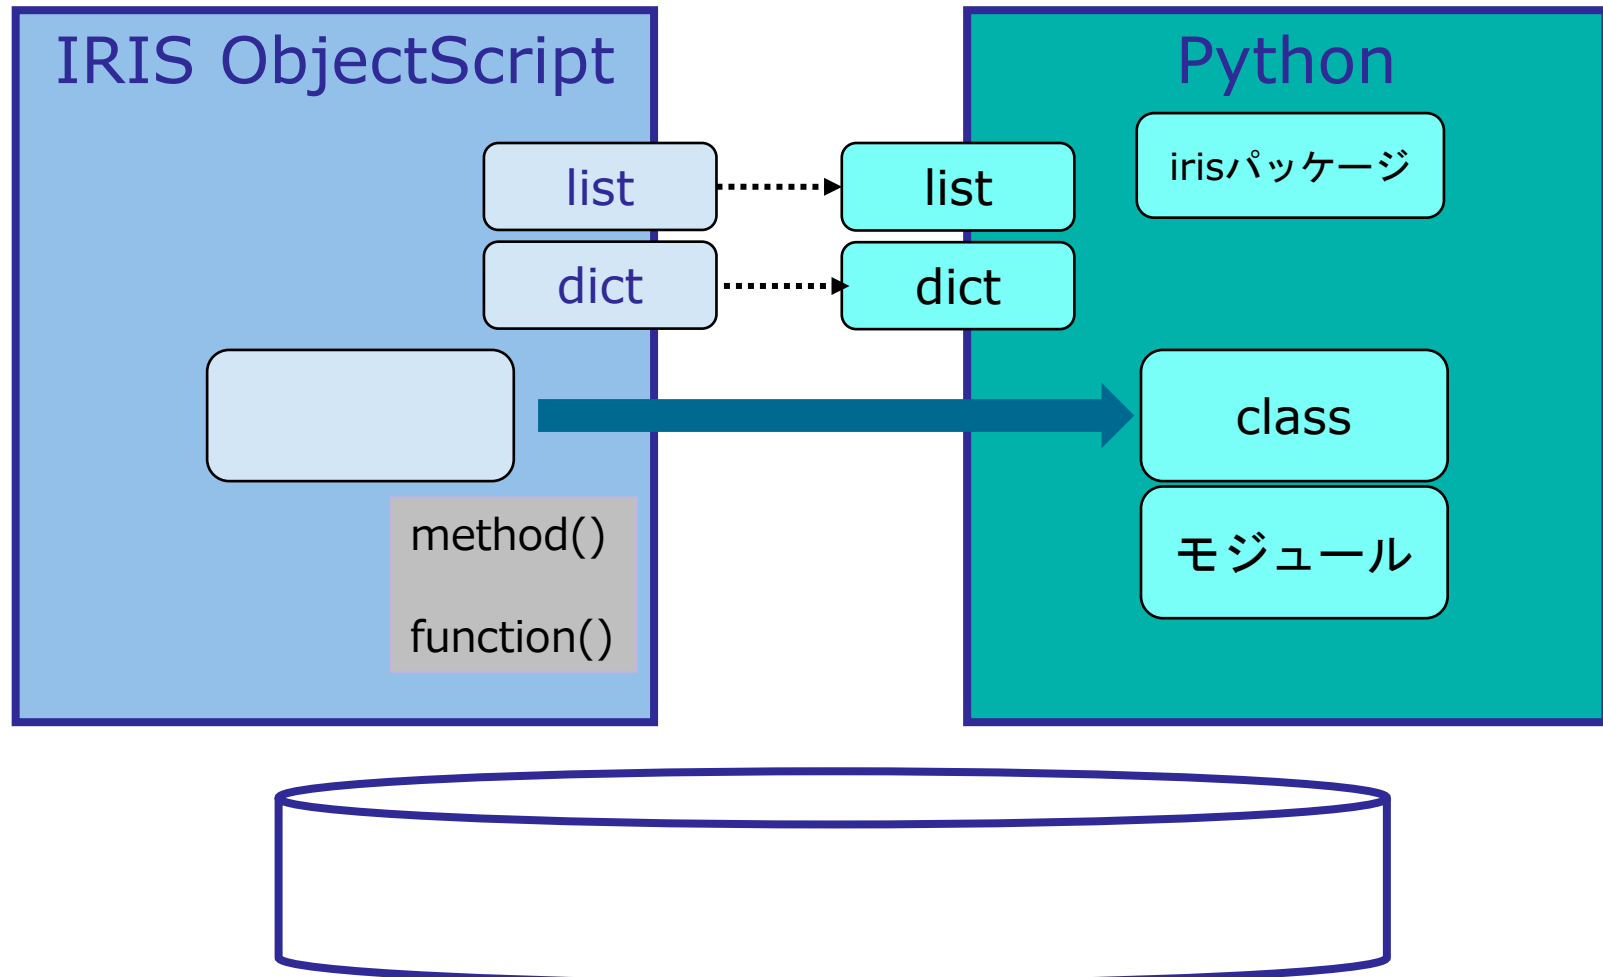 IRIS ObjectScript
list
dict
method()
function()
Python
irisパッケージ
list
dict
class
モジュール